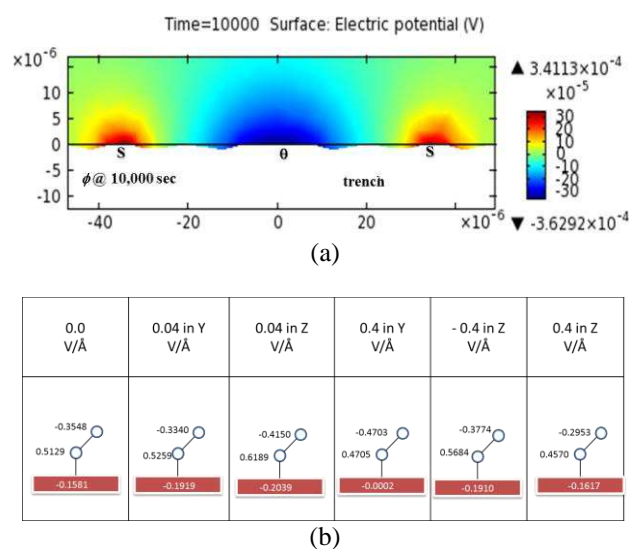 Time=10000 Surface: Electric potential (V)
×10⁻⁶
▲ 3.4113×10⁻⁴
×10⁻⁵
10
5
0
-5
-10
30
20
10
0
-10
-20
-30
S
θ
S
ϕ@ 10,000 sec
trench
-40
-20
0
20
×10⁻⁶
▼ -3.6292×10⁻⁴
(a)
0.0 V/Å
0.04 in Y V/Å
0.04 in Z V/Å
0.4 in Y V/Å
- 0.4 in Z V/Å
0.4 in Z V/Å
-0.3548
-0.3340
-0.4150
-0.4703
-0.3774
-0.2953
0.5129
0.5259
0.6189
0.4705
0.5684
0.4570
-0.1581
-0.1919
-0.2039
-0.0002
-0.1910
-0.1617
(b)